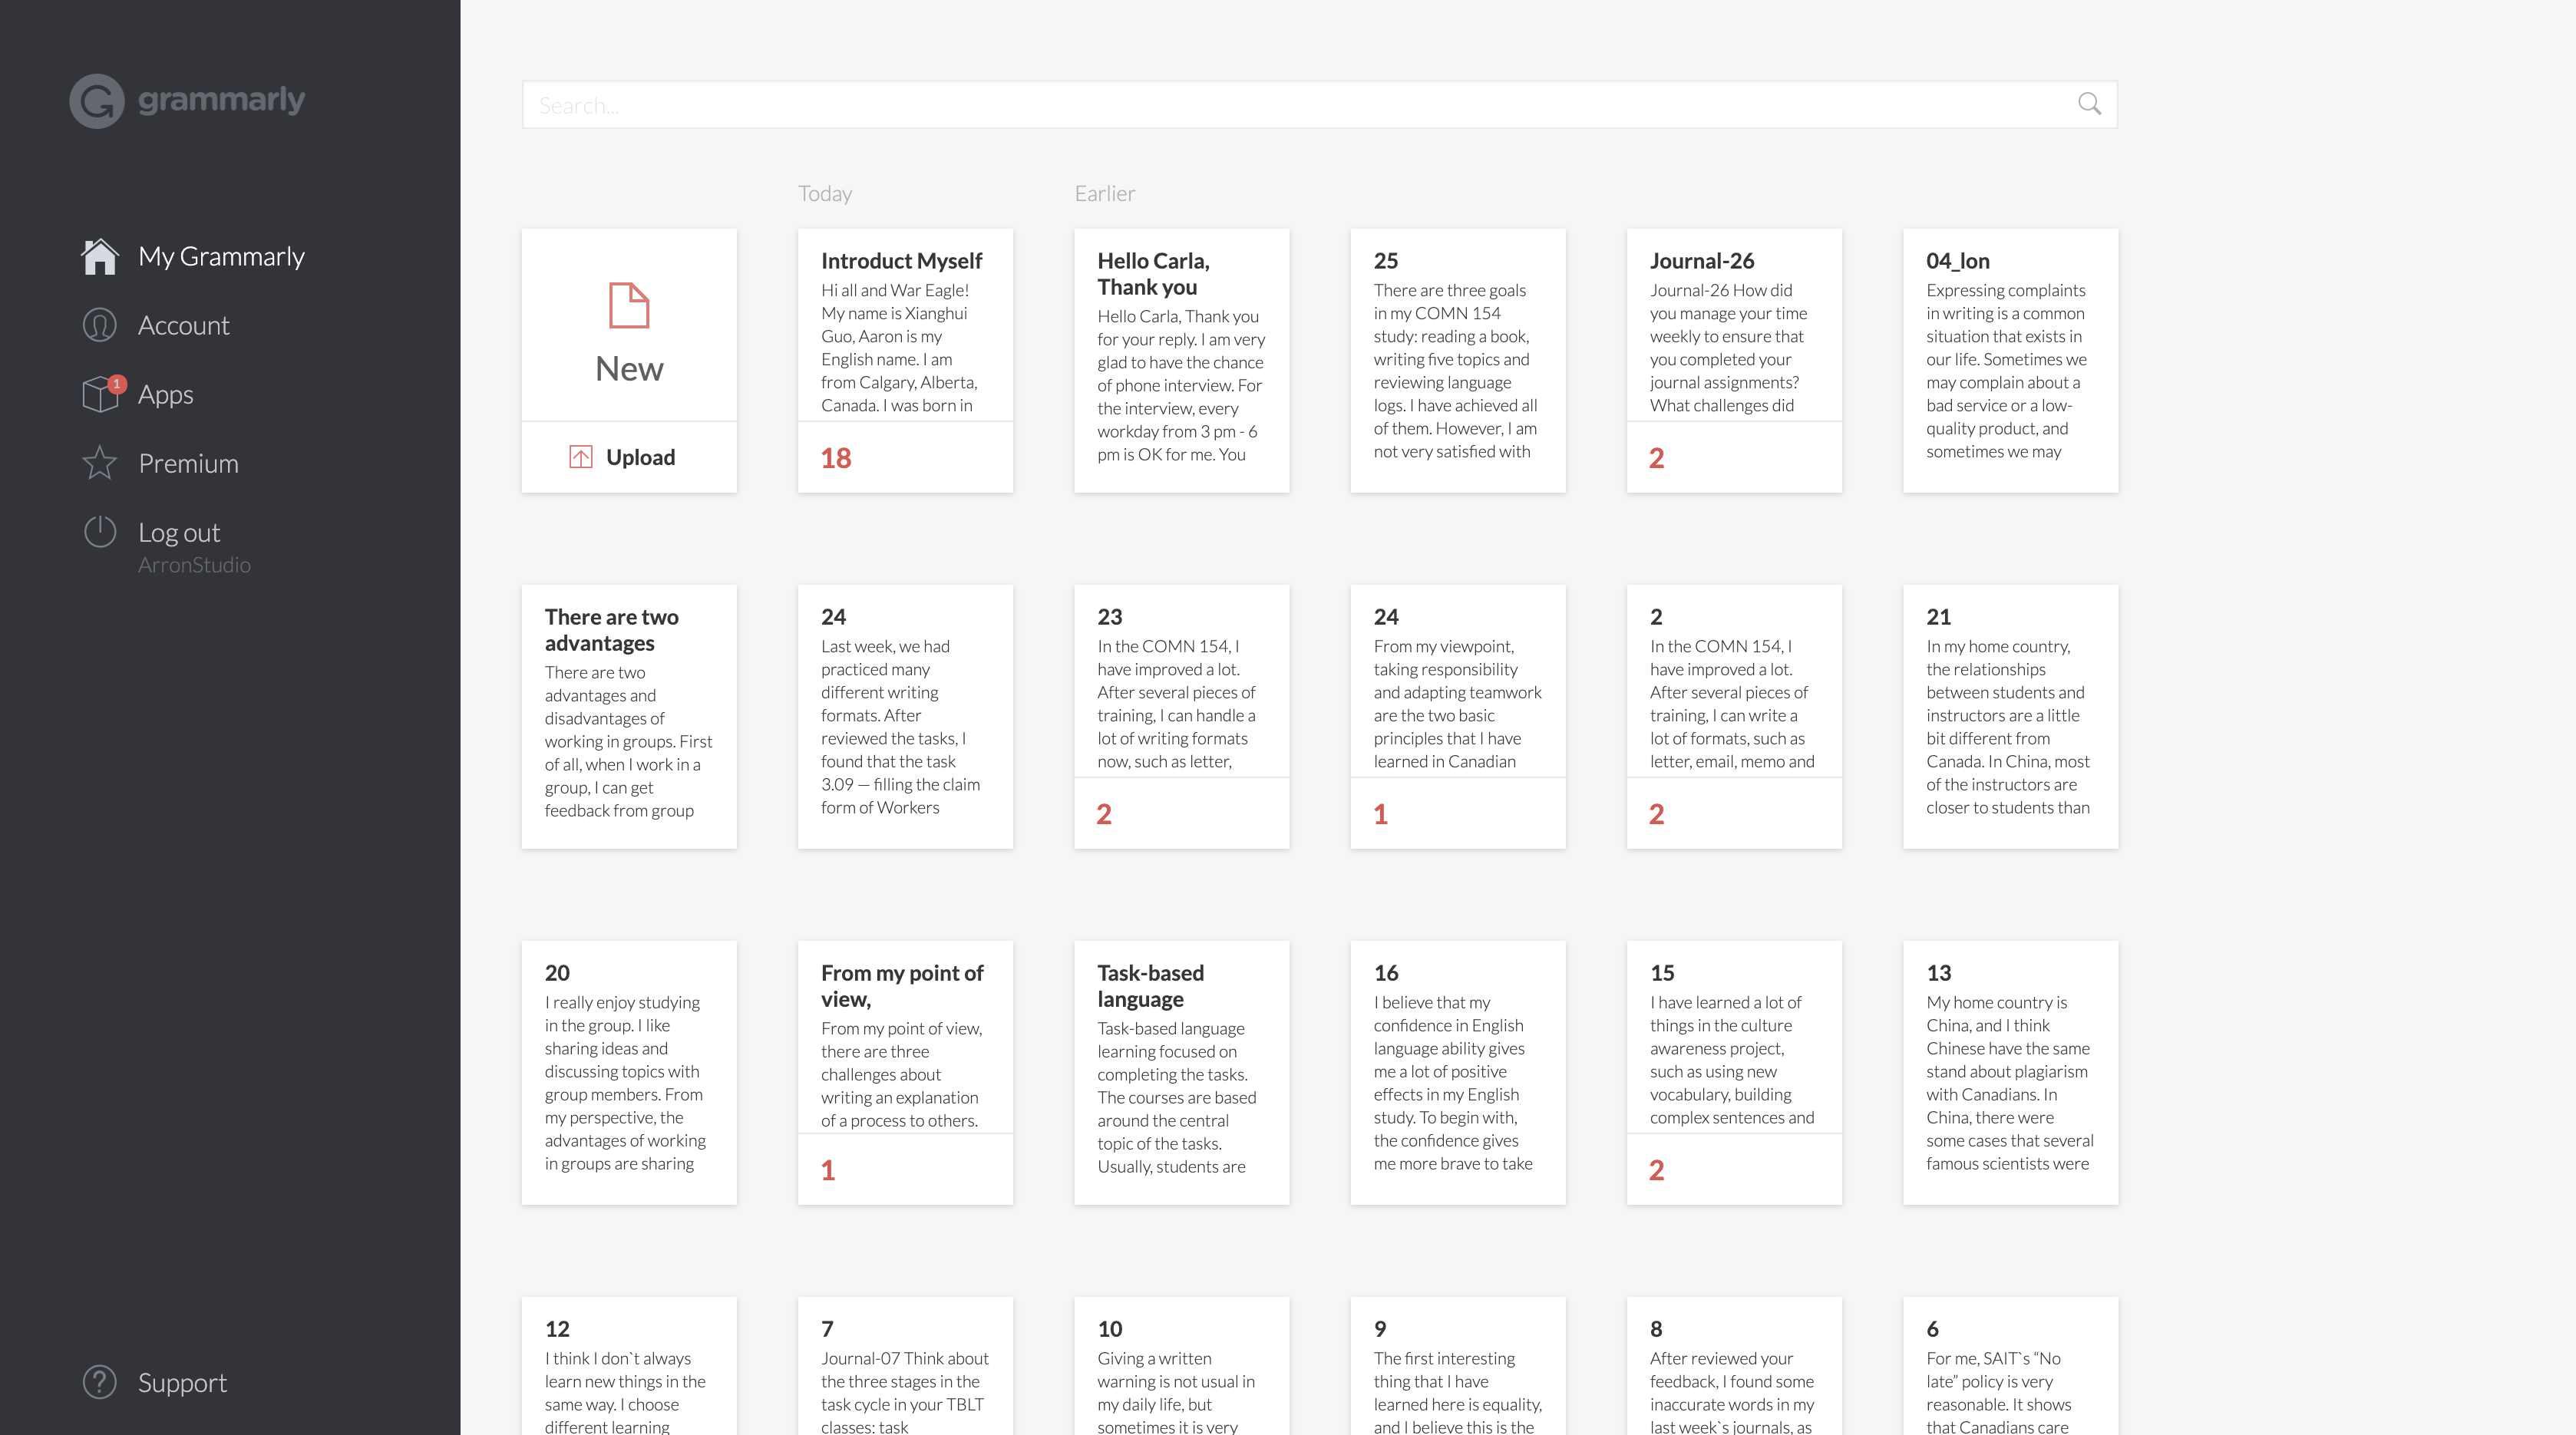 grammarly
My Grammarly
Account
1
Apps
Premium
Log out
ArronStudio
Support
Search...
Today
Earlier
New
Upload
Introduct Myself
Hi all and War Eagle!
My name is Xianghui
Guo, Aaron is my
English name. I am
from Calgary, Alberta,
Canada. I was born in
18
Hello Carla,
Thank you
Hello Carla, Thank you
for your reply. I am very
glad to have the chance
of phone interview. For
the interview, every
workday from 3 pm - 6
pm is OK for me. You
25
There are three goals
in my COMN 154
study: reading a book,
writing five topics and
reviewing language
logs. I have achieved all
of them. However, I am
not very satisfied with
Journal-26
Journal-26 How did
you manage your time
weekly to ensure that
you completed your
journal assignments?
What challenges did
2
04_lon
Expressing complaints
in writing is a common
situation that exists in
our life. Sometimes we
may complain about a
bad service or a low-
quality product, and
sometimes we may
There are two
advantages
There are two
advantages and
disadvantages of
working in groups. First
of all, when I work in a
group, I can get
feedback from group
24
Last week, we had
practiced many
different writing
formats. After
reviewed the tasks, I
found that the task
3.09 — filling the claim
form of Workers
23
In the COMN 154, I
have improved a lot.
After several pieces of
training, I can handle a
lot of writing formats
now, such as letter,
2
24
From my viewpoint,
taking responsibility
and adapting teamwork
are the two basic
principles that I have
learned in Canadian
1
2
In the COMN 154, I
have improved a lot.
After several pieces of
training, I can write a
lot of formats, such as
letter, email, memo and
2
21
In my home country,
the relationships
between students and
instructors are a little
bit different from
Canada. In China, most
of the instructors are
closer to students than
20
I really enjoy studying
in the group. I like
sharing ideas and
discussing topics with
group members. From
my perspective, the
advantages of working
in groups are sharing
From my point of
view,
From my point of view,
there are three
challenges about
writing an explanation
of a process to others.
1
Task-based
language
Task-based language
learning focused on
completing the tasks.
The courses are based
around the central
topic of the tasks.
Usually, students are
16
I believe that my
confidence in English
language ability gives
me a lot of positive
effects in my English
study. To begin with,
the confidence gives
me more brave to take
15
I have learned a lot of
things in the culture
awareness project,
such as using new
vocabulary, building
complex sentences and
2
13
My home country is
China, and I think
Chinese have the same
stand about plagiarism
with Canadians. In
China, there were
some cases that several
famous scientists were
12
I think I don`t always
learn new things in the
same way. I choose
different learning
7
Journal-07 Think about
the three stages in the
task cycle in your TBLT
classes: task
10
Giving a written
warning is not usual in
my daily life, but
sometimes it is very
9
The first interesting
thing that I have
learned here is equality,
and I believe this is the
8
After reviewed your
feedback, I found some
inaccurate words in my
last week`s journals, as
6
For me, SAIT`s “No
late” policy is very
reasonable. It shows
that Canadians care